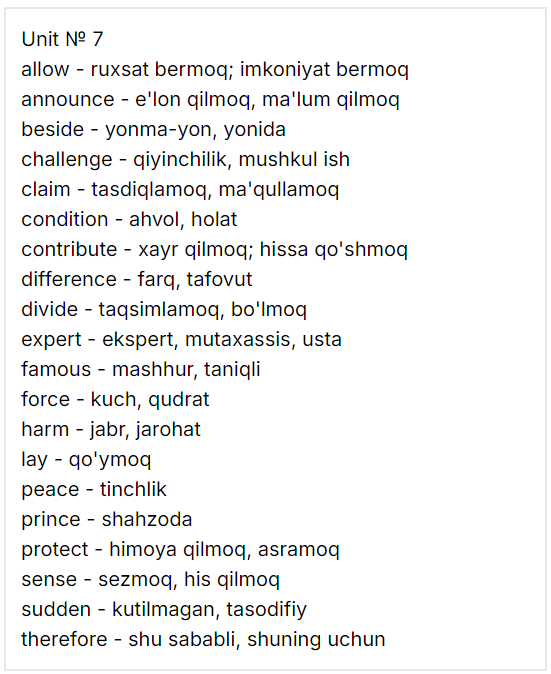 Unit № 7
allow - ruxsat bermoq; imkoniyat bermoq
announce - e'lon qilmoq, ma'lum qilmoq
beside - yonma-yon, yonida
challenge - qiyinchilik, mushkul ish
claim - tasdiqlamoq, ma'qullamoq
condition - ahvol, holat
contribute - xayr qilmoq; hissa qo'shmoq
difference - farq, tafovut
divide - taqsimlamoq, bo'lmoq
expert - ekspert, mutaxassis, usta
famous - mashhur, taniqli
force - kuch, qudrat
harm - jabr, jarohat
lay - qo'ymoq
peace - tinchlik
prince - shahzoda
protect - himoya qilmoq, asramoq
sense - sezmoq, his qilmoq
sudden - kutilmagan, tasodifiy
therefore - shu sababli, shuning uchun